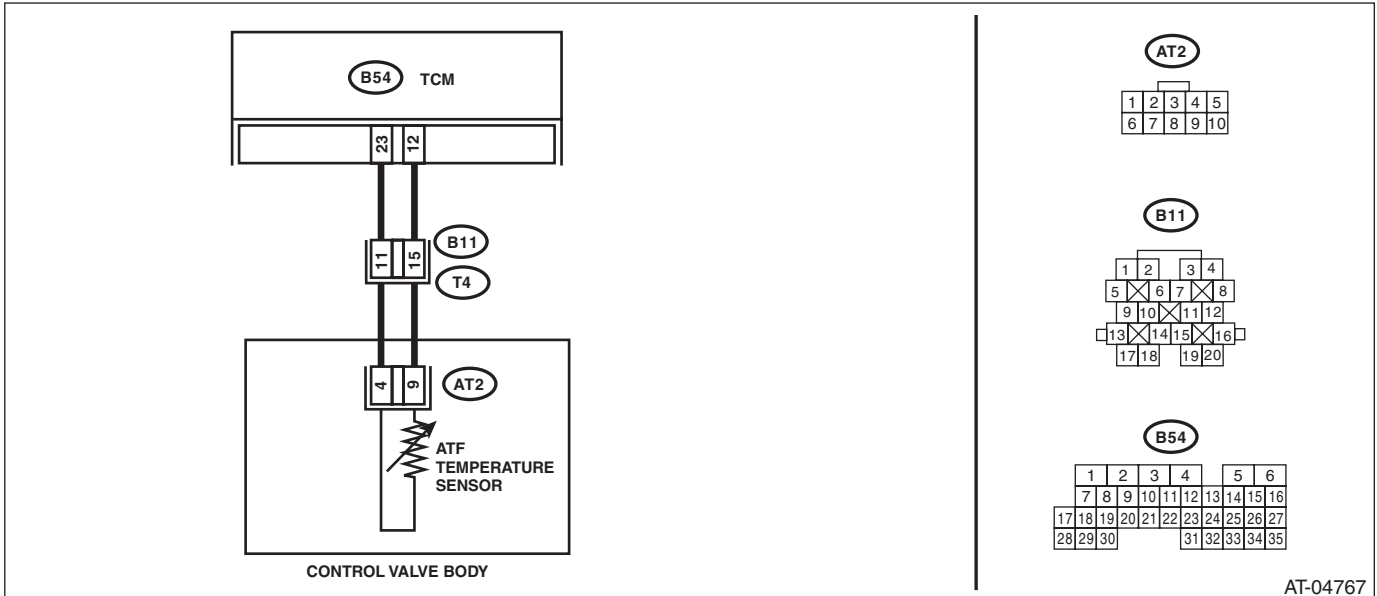 B54 TCM
23 12
11 15
B11
T4
4 9
AT2
ATF
TEMPERATURE
SENSOR
CONTROL VALVE BODY
AT2
1 2 3 4 5
6 7 8 9 10
B11
1 2 3 4
5 6 7 8
9 10 11 12
13 14 15 16
17 18 19 20
B54
1 2 3 4 5 6
7 8 9 10 11 12 13 14 15 16
17 18 19 20 21 22 23 24 25 26 27
28 29 30 31 32 33 34 35
AT-04767